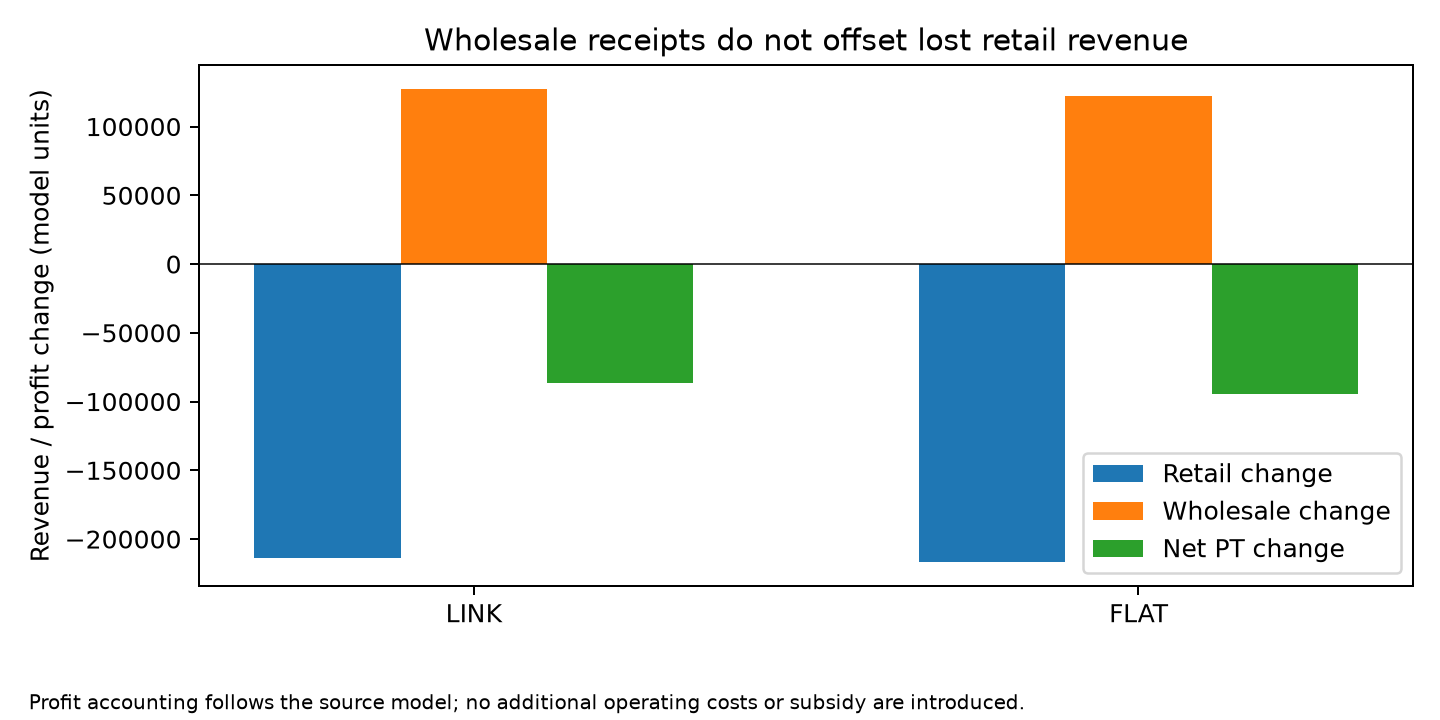 Wholesale receipts do not offset lost retail revenue
Revenue / profit change (model units)
100000
50000
0
−50000
−100000
−150000
−200000
LINK
FLAT
Retail change
Wholesale change
Net PT change
Profit accounting follows the source model; no additional operating costs or subsidy are introduced.